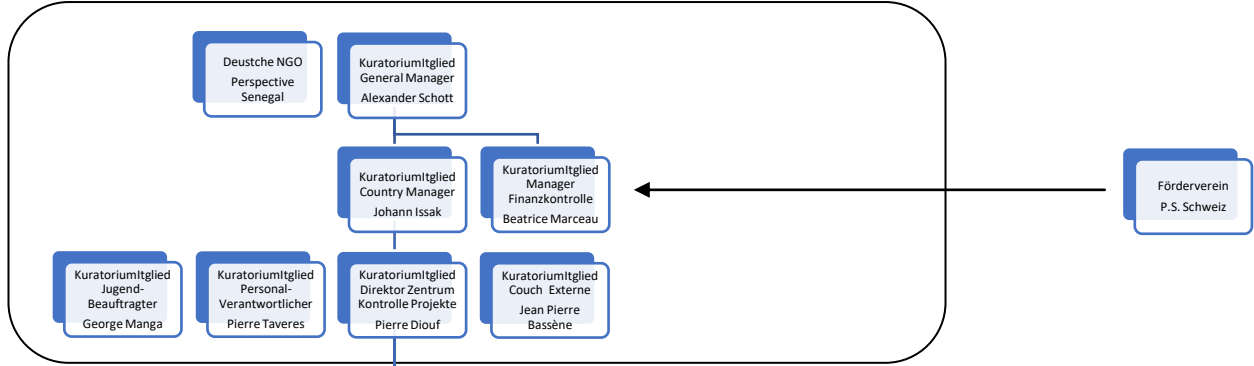 Deustche NGO
Perspective
Senegal
KuratoriumItglied
General Manager
Alexander Schott
KuratoriumItglied
Country Manager
Johann Issak
KuratoriumItglied
Manager
Finanzkontrolle
Beatrice Marceau
Förderverein
P.S. Schweiz
KuratoriumItglied
Jugend-
Beauftragter
George Manga
KuratoriumItglied
Personal-
Verantwortlicher
Pierre Taveres
KuratoriumItglied
Direktor Zentrum
Kontrolle Projekte
Pierre Diouf
KuratoriumItglied
Couch Externe
Jean Pierre
Bassène